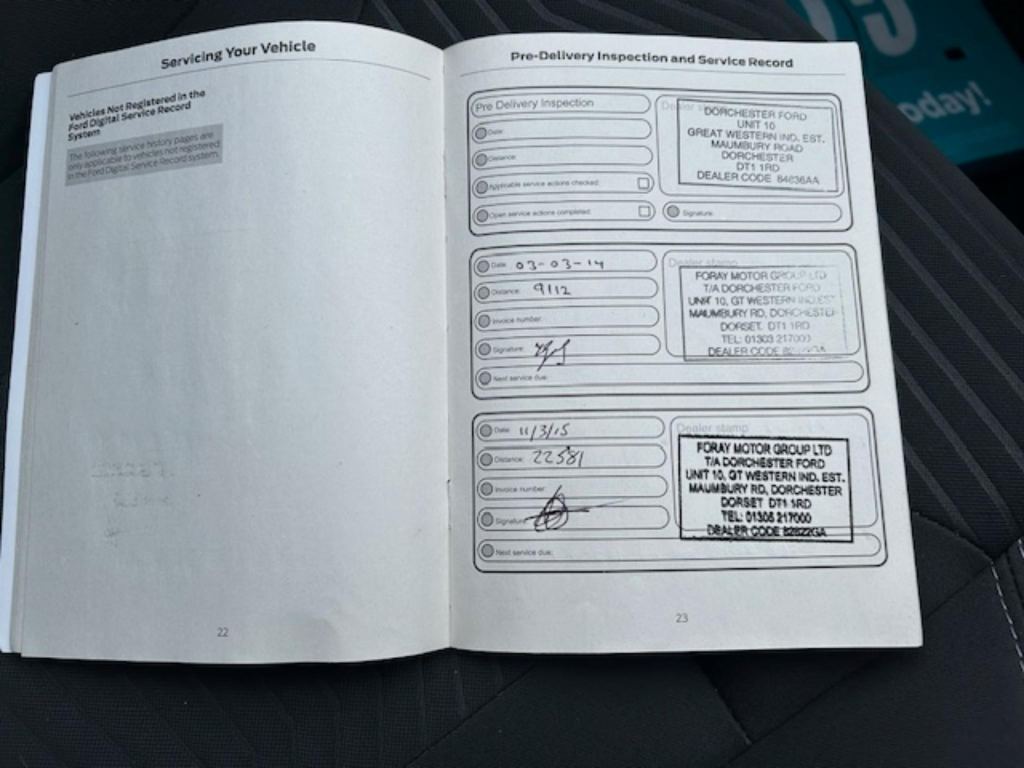 Servicing Your Vehicle
Vehicles Not Registered in the
Ford Digital Service Record
System
The following service history pages are
only applicable to vehicles not registered
in the Ford Digital Service Record system.
22
Pre-Delivery Inspection and Service Record
Pre Delivery Inspection
Date:
Distance:
Applicable service actions checked:
Open service actions completed:
Dealer
DORCHESTER FORD
UNIT 10
GREAT WESTERN IND. EST.
MAUMBURY ROAD
DORCHESTER
DT1 1RD
DEALER CODE 84636AA
Signature:
Date: 03-03-14
Distance: 9112
Invoice number:
Signature:
Next service due:
Dealer stamp
FORAY MOTOR GROUP LTD
T/A DORCHESTER FORD
UNIT 10, GT WESTERN IND.EST
MAUMBURY RD, DORCHESTER
DORSET. DT1 1RD
TEL: 01303 217000
DEALER CODE
Date: 11/3/15
Distance: 22581
Invoice number:
Signature:
Next service due:
Dealer stamp
FORAY MOTOR GROUP LTD
T/A DORCHESTER FORD
UNIT 10, GT WESTERN IND. EST.
MAUMBURY RD, DORCHESTER
DORSET DT1 1RD
TEL: 01305 217000
DEALER CODE 82822GA
23
oday!